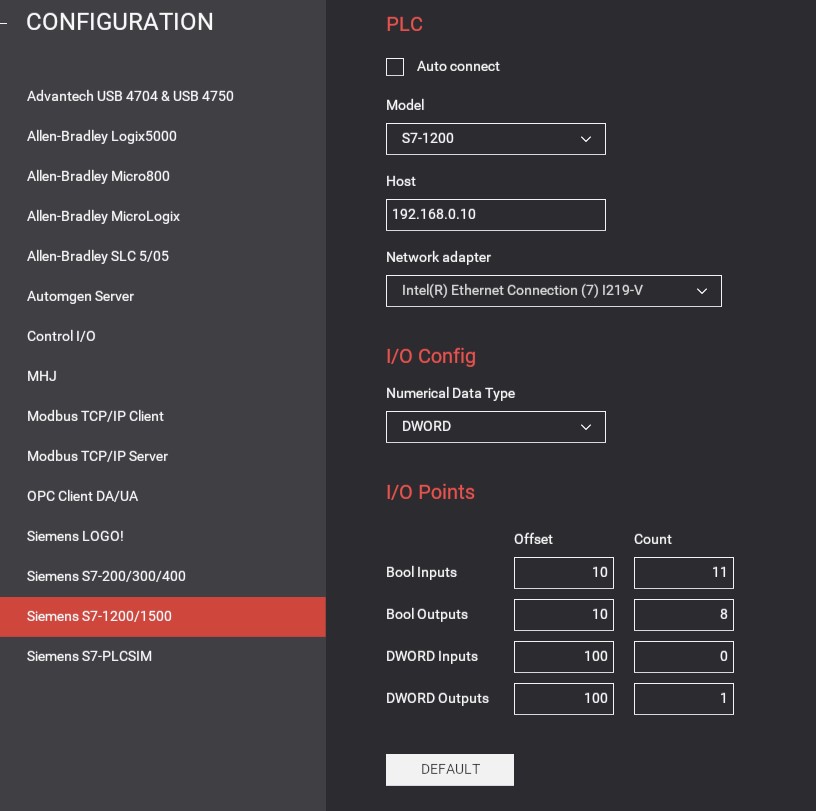 CONFIGURATION
Advantech USB 4704 & USB 4750
Allen-Bradley Logix5000
Allen-Bradley Micro800
Allen-Bradley MicroLogix
Allen-Bradley SLC 5/05
Automgen Server
Control I/O
MHJ
Modbus TCP/IP Client
Modbus TCP/IP Server
OPC Client DA/UA
Siemens LOGO!
Siemens S7-200/300/400
Siemens S7-1200/1500
Siemens S7-PLCSIM
PLC
Auto connect
Model
S7-1200
Host
192.168.0.10
Network adapter
Intel(R) Ethernet Connection (7) I219-V
I/O Config
Numerical Data Type
DWORD
I/O Points
Offset Count
Bool Inputs 10 11
Bool Outputs 10 8
DWORD Inputs 100 0
DWORD Outputs 100 1
DEFAULT